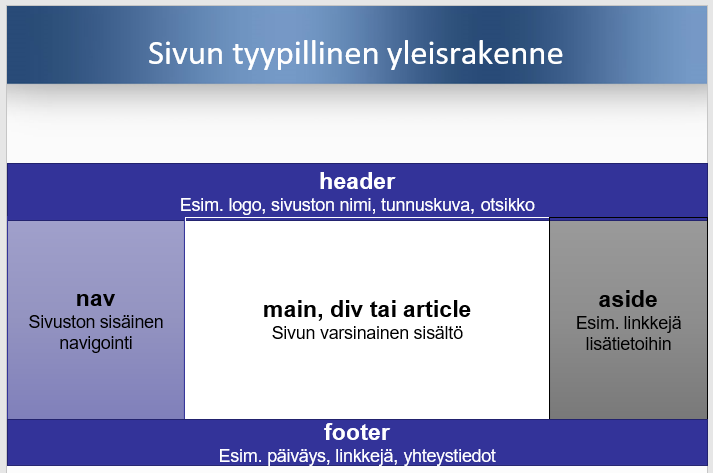 Sivun tyypillinen yleisrakenne
header
Esim. logo, sivuston nimi, tunnuskuva, otsikko
nav
Sivuston sisäinen
navigointi
main, div tai article
Sivun varsinainen sisältö
aside
Esim. linkkejä
lisätietoihin
footer
Esim. päiväys, linkkejä, yhteystiedot